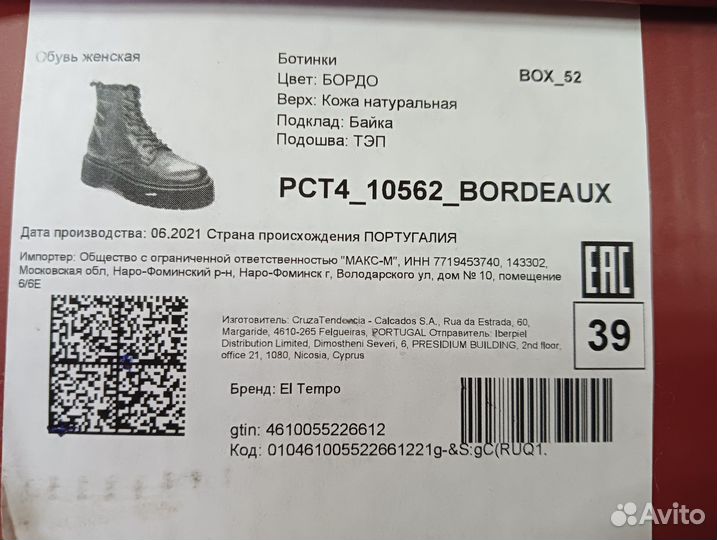 Обувь женская
Ботинки
Цвет: БОРДО
Верх: Кожа натуральная
Подклад: Байка
Подошва: ТЭП
BOX_52
PCT4_10562_BORDEAUX
Дата производства: 06.2021 Страна происхождения ПОРТУГАЛИЯ
Импортер: Общество с ограниченной ответственностью "МАКС-М", ИНН 7719453740, 143302,
Московская обл, Наро-Фоминский р-н, Наро-Фоминск г, Володарского ул, дом № 10, помещение
6/6Е
EAC
Изготовитель: CruzaTendencia - Calcados S.A., Rua da Estrada, 60,
Margaride, 4610-265 Felgueiras, PORTUGAL Отправитель: Iberpiel
Distribution Limited, Dimostheni Severi, 6, PRESIDIUM BUILDING, 2nd floor,
office 21, 1080, Nicosia, Cyprus
39
Бренд: El Tempo
gtin: 4610055226612
Код: 010461005522661221g-&S:gC(RUQ1.
Avito